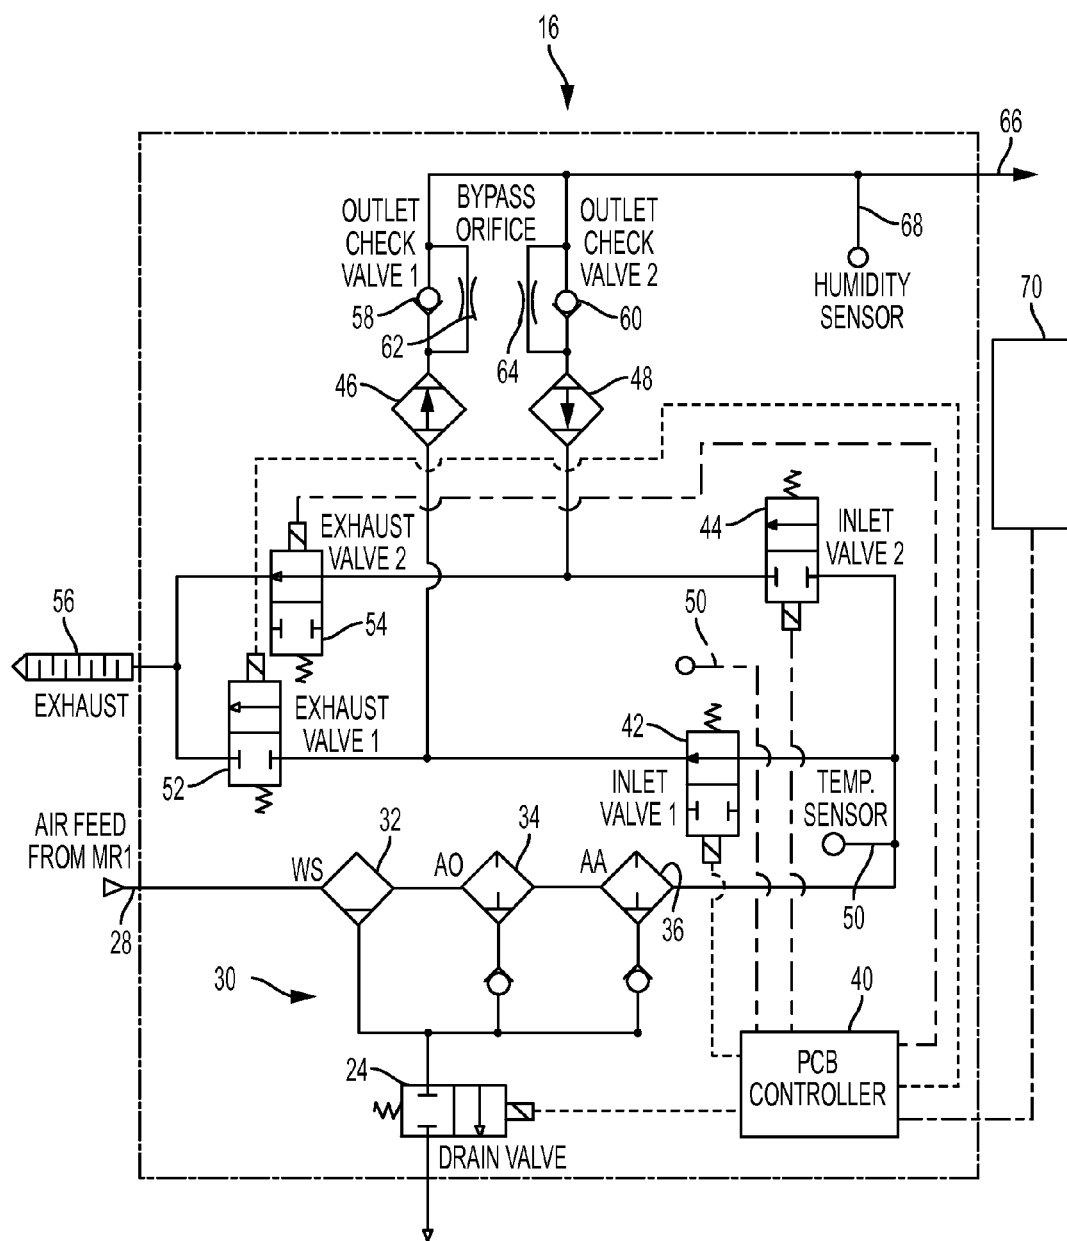 16
66
BYPASS
ORIFICE
OUTLET
CHECK
VALVE 1
OUTLET
CHECK
VALVE 2
68
HUMIDITY
SENSOR
70
58
62
60
64
46
48
44
INLET
VALVE 2
EXHAUST
VALVE 2
54
56
EXHAUST
50
EXHAUST
VALVE 1
52
42
INLET
VALVE 1
TEMP.
SENSOR
50
AIR FEED
FROM MR1
28
WS
32
AO
34
AA
36
30
40
PCB
CONTROLLER
24
DRAIN VALVE